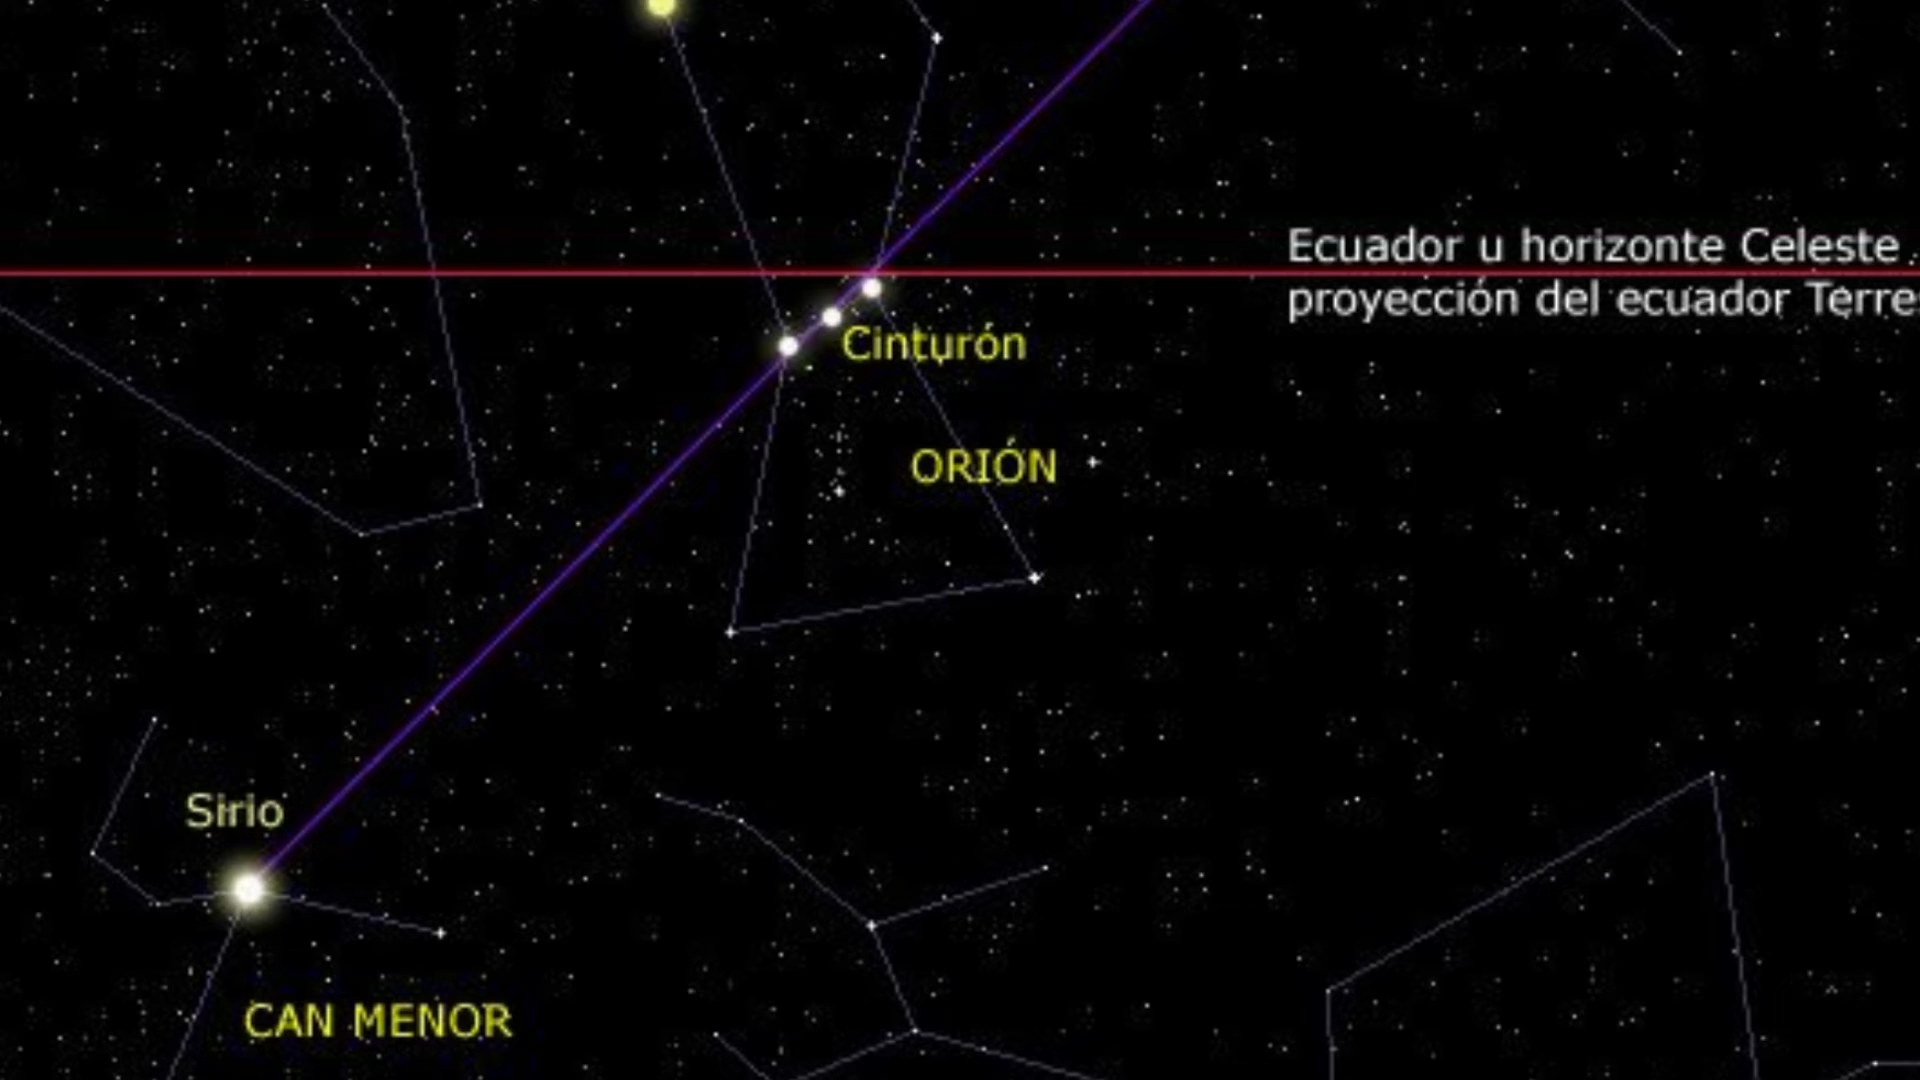 Ecuador u horizonte Celeste
proyección del ecuador
Cinturón
ORIÓN
Sirio
CAN MENOR